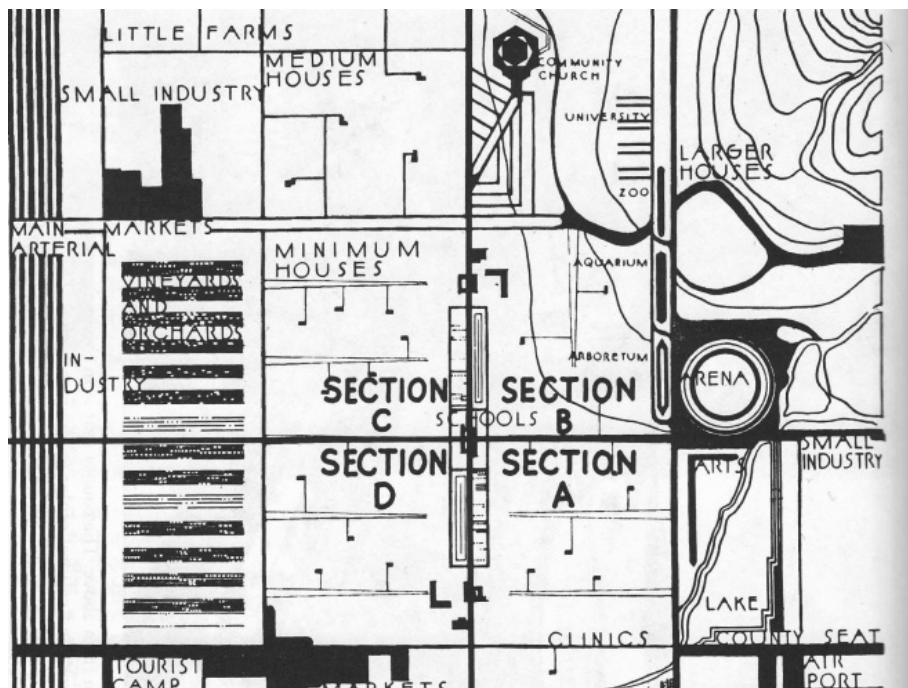 LITTLE FARMS
MEDIUM
HOUSES
COMMUNITY
CHURCH
SMALL INDUSTRY
UNIVERSITY
LARGER
HOUSES
ZOO
MAIN
ARTERIAL
MARKETS
MINIMUM
HOUSES
AQUARIUM
VINEYARDS
AND
ORCHARDS
IN-
DUSTRY
ARBORETUM
ARENA
SECTION
C
SECTION
B
SCHOOLS
SECTION
D
SECTION
A
ARTS
SMALL
INDUSTRY
LAKE
CLINICS
COUNTY SEAT
TOURIST
CAMP
MARKETS
AIR
PORT